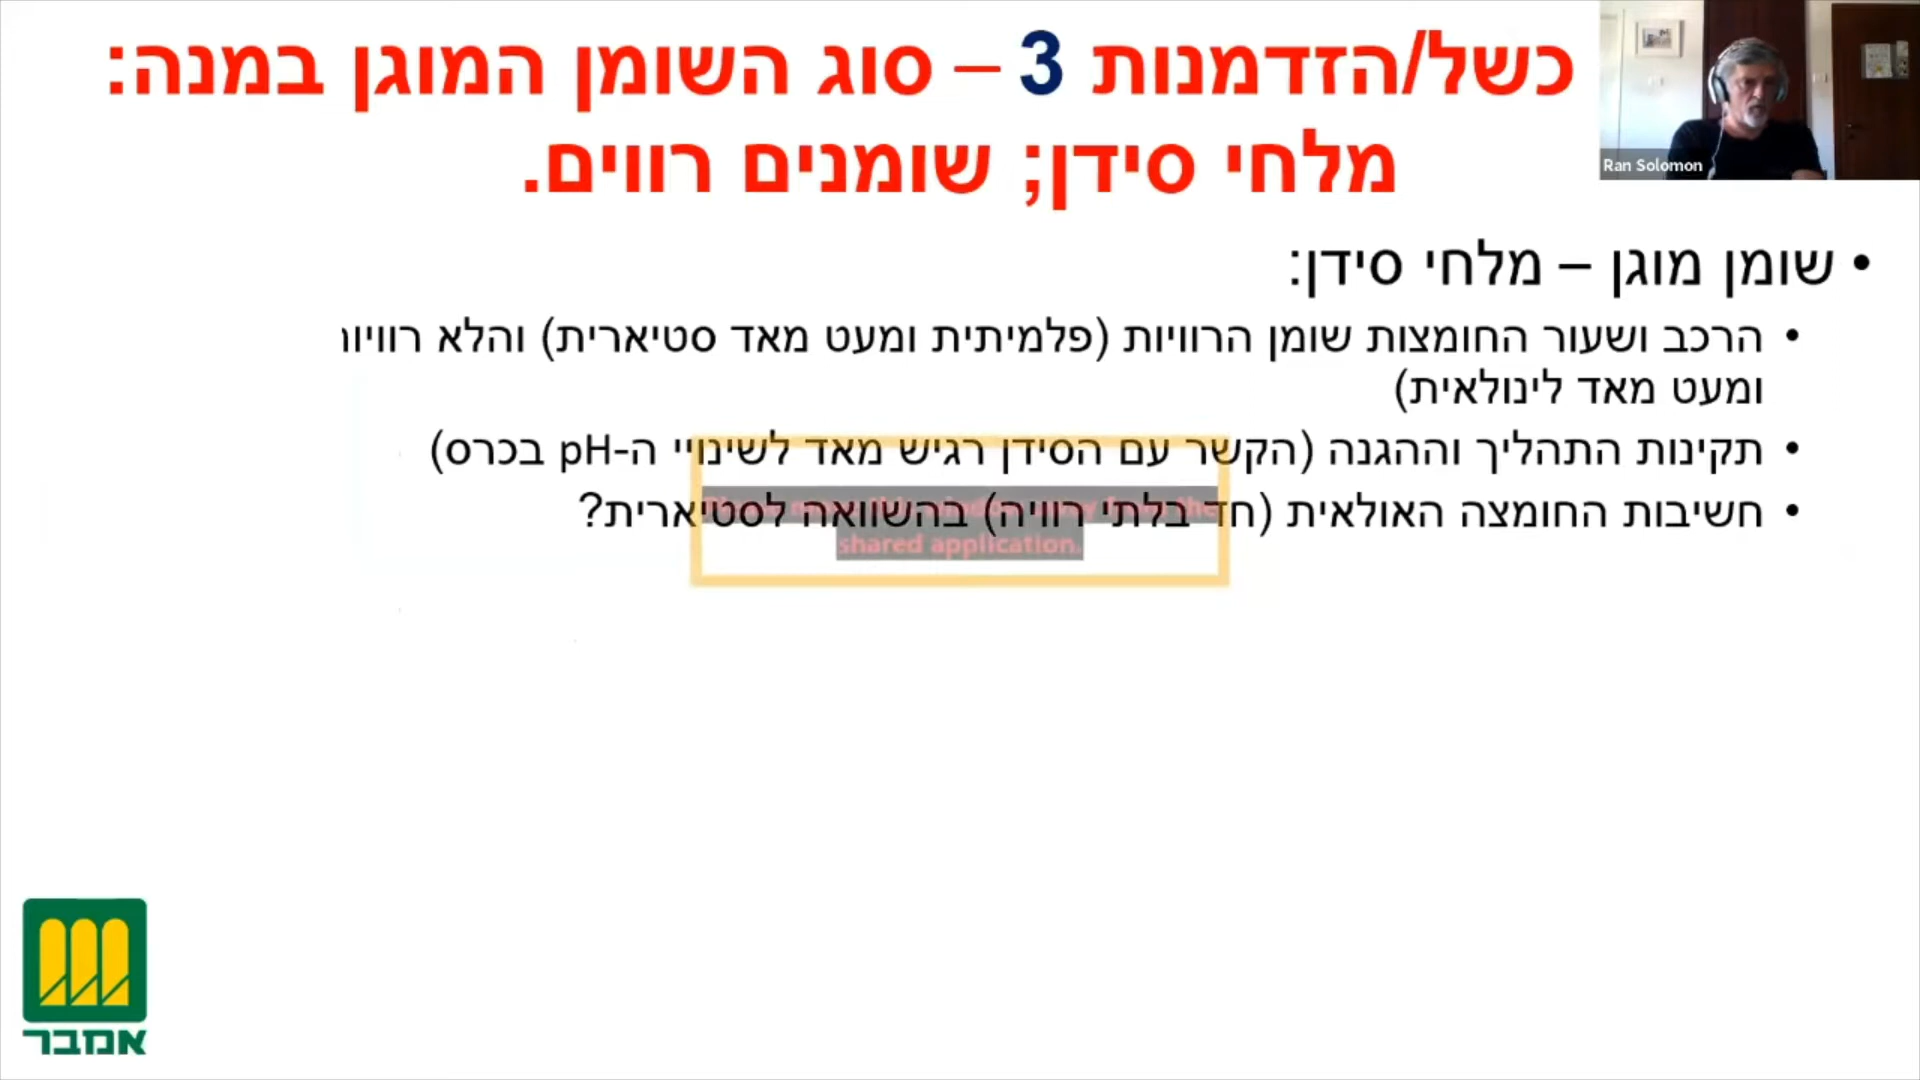 כשל/הזדמנות 3 – סוג השומן המוגן במנה:
מלחי סידן; שומנים רווים.
Ran Solomon
• שומן מוגן – מלחי סידן:
• הרכב ושעור החומצות שומן הרוויות (פלמיתית ומעט מאד סטיארית) והלא
ומעט מאד לינולאית)
• תקינות התהליך וההגנה (הקשר עם הסידן רגיש מאד לשינויי ה-pH בכרס)
• חשיבות החומצה האולאית (חד בלתי רוויה) בהשוואה לסטיארית?
shared application.
אמבר